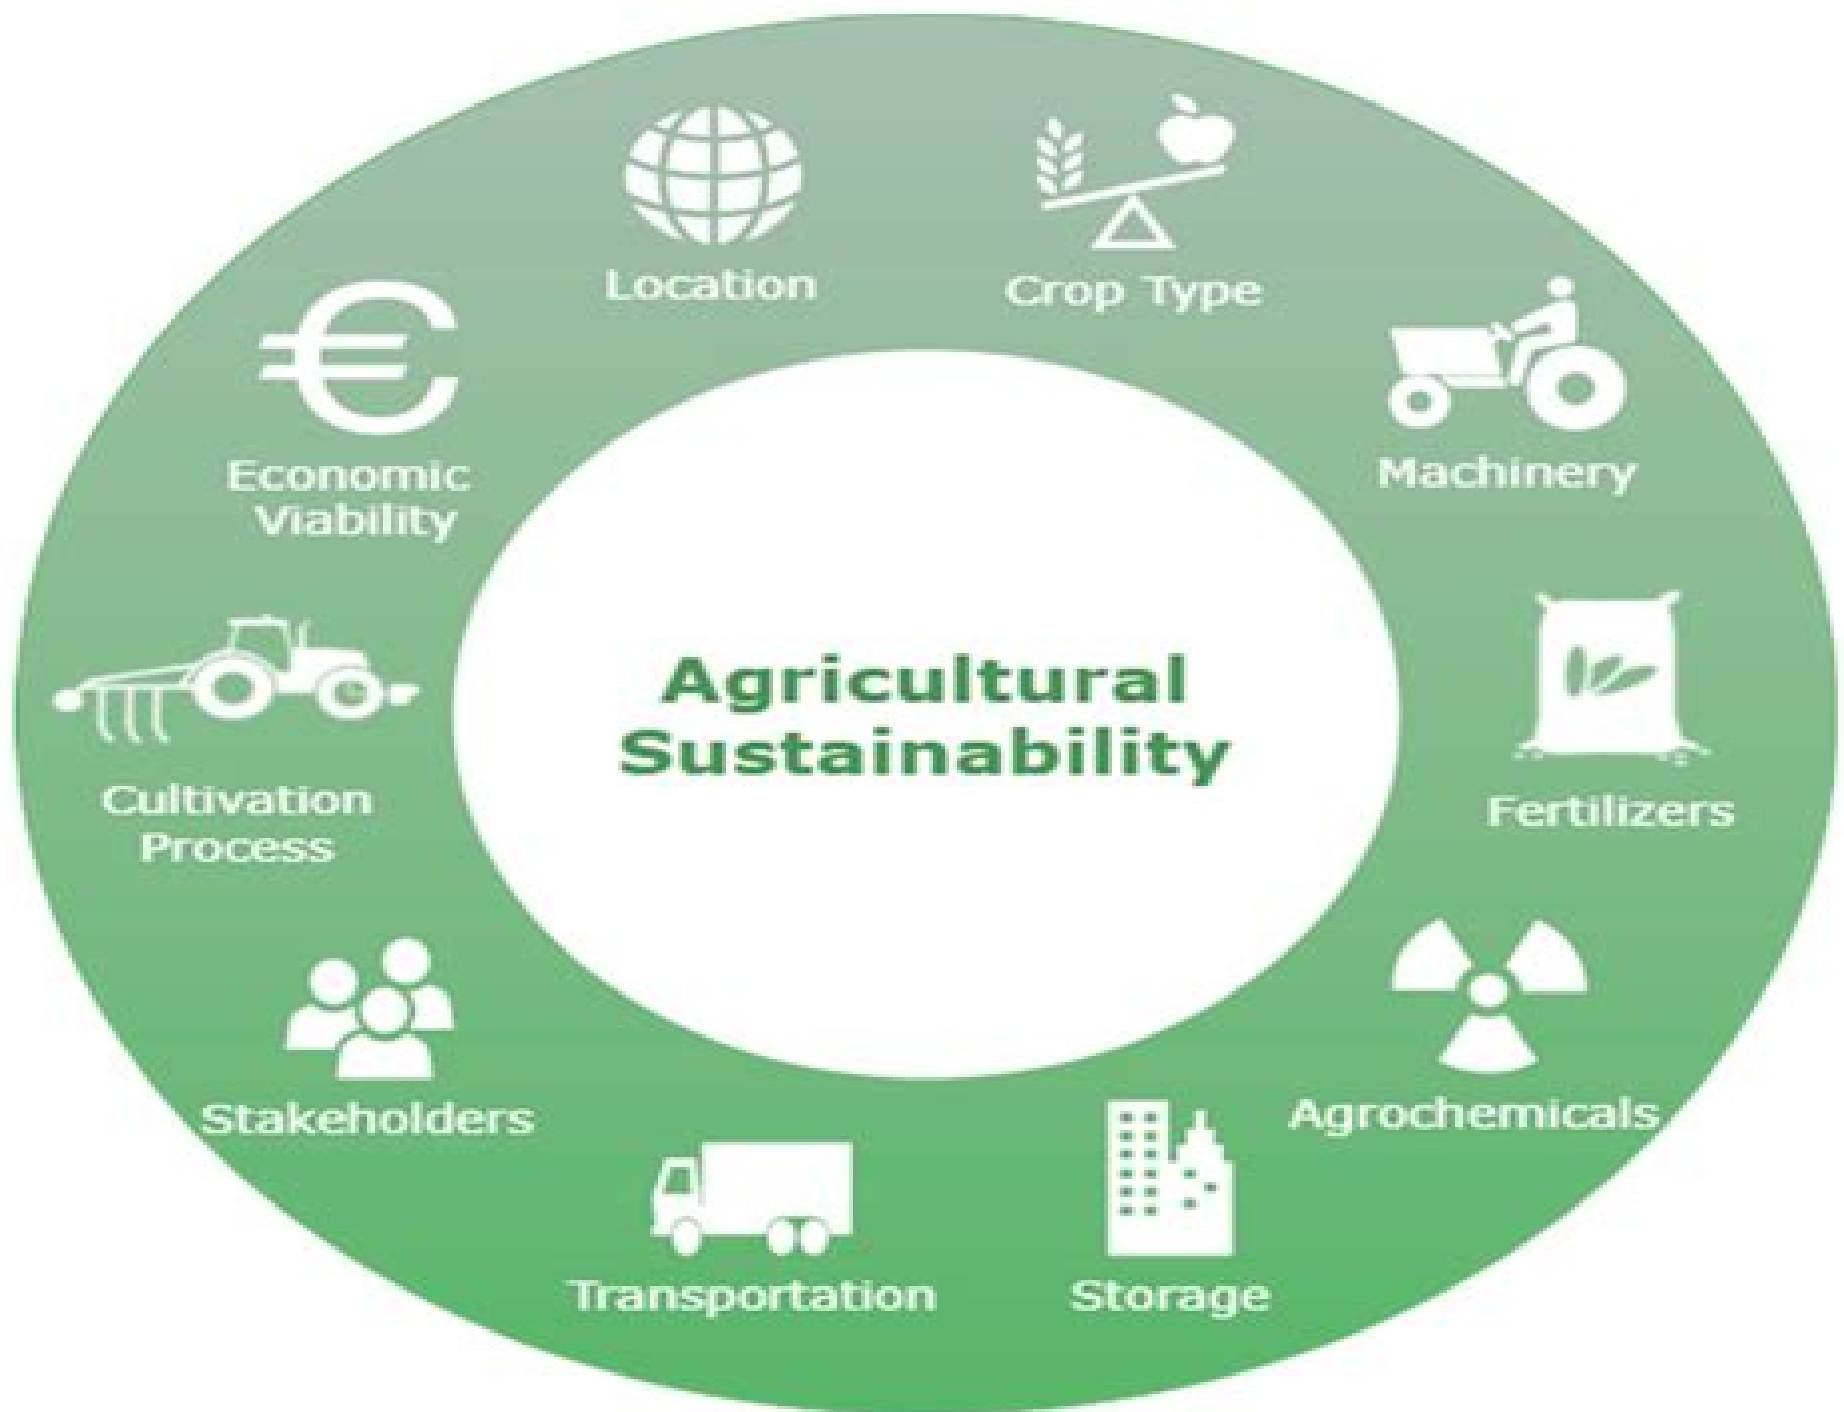 Location
Crop Type
Economic
Viability
Machinery
Agricultural
Sustainability
Cultivation
Process
Fertilizers
Stakeholders
Agrochemicals
Transportation
Storage